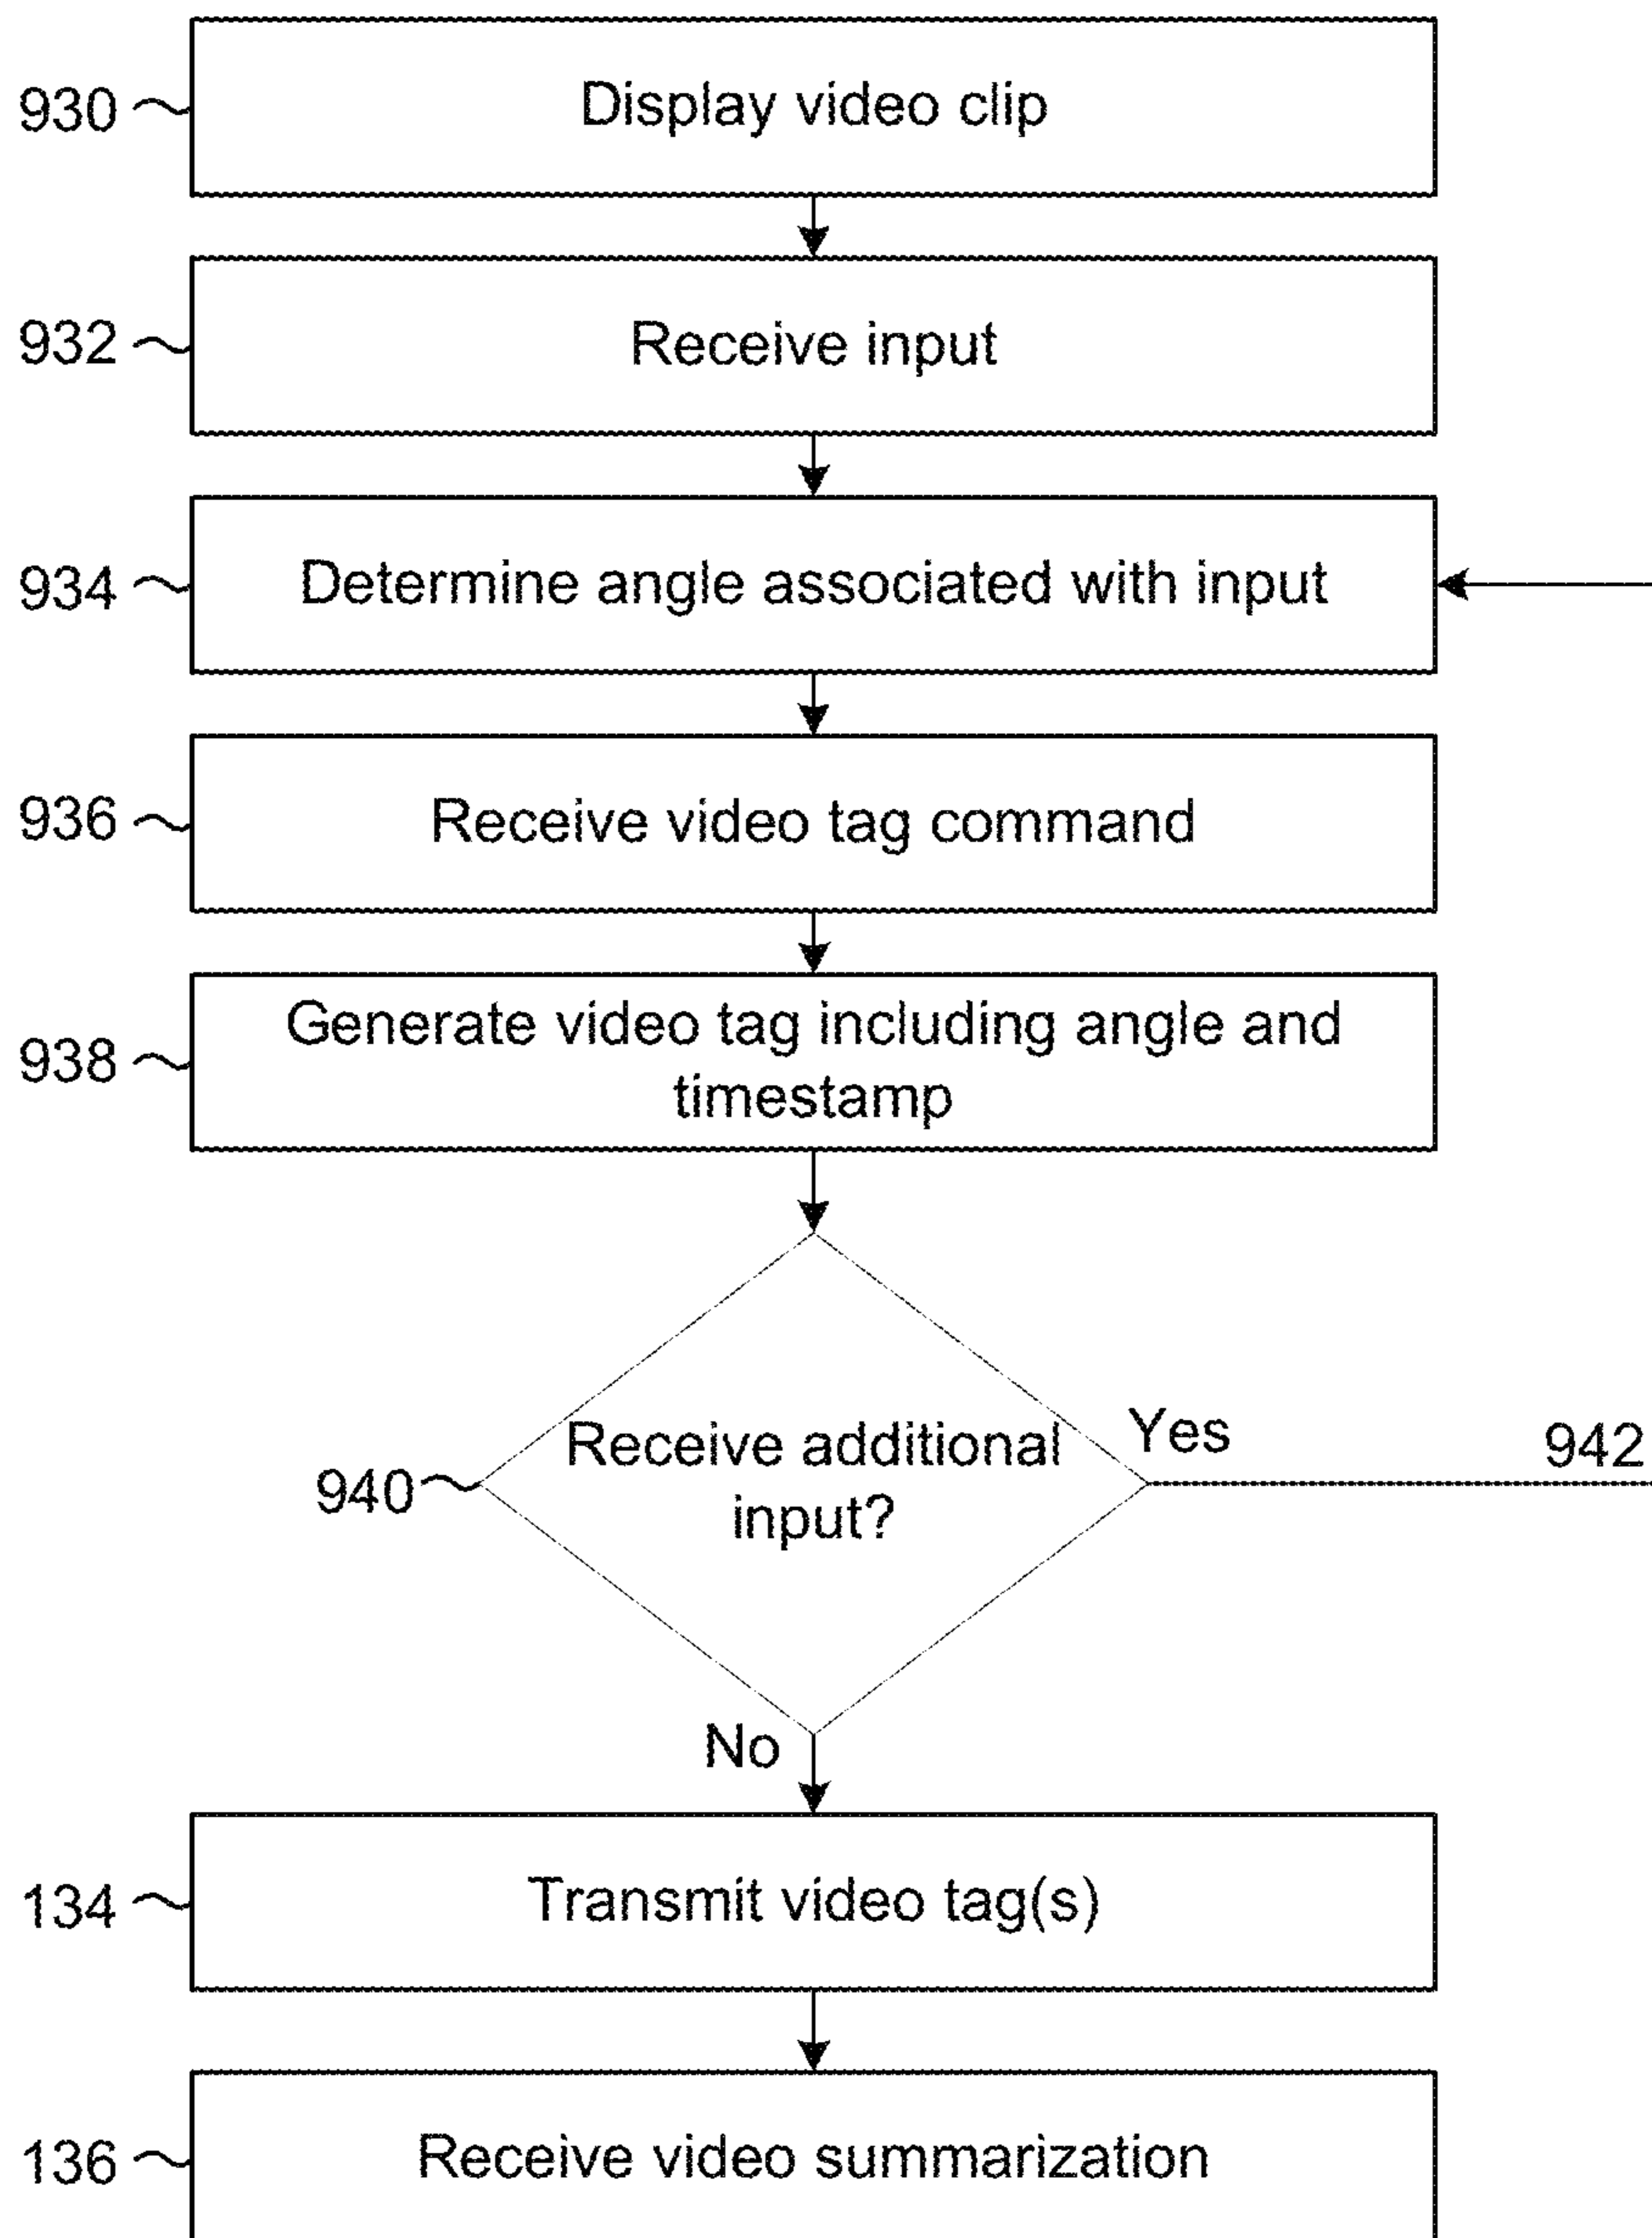 930
Display video clip
932
Receive input
934
Determine angle associated with input
936
Receive video tag command
938
Generate video tag including angle and
timestamp
940
Receive additional
input?
Yes
942
No
134
Transmit video tag(s)
136
Receive video summarization